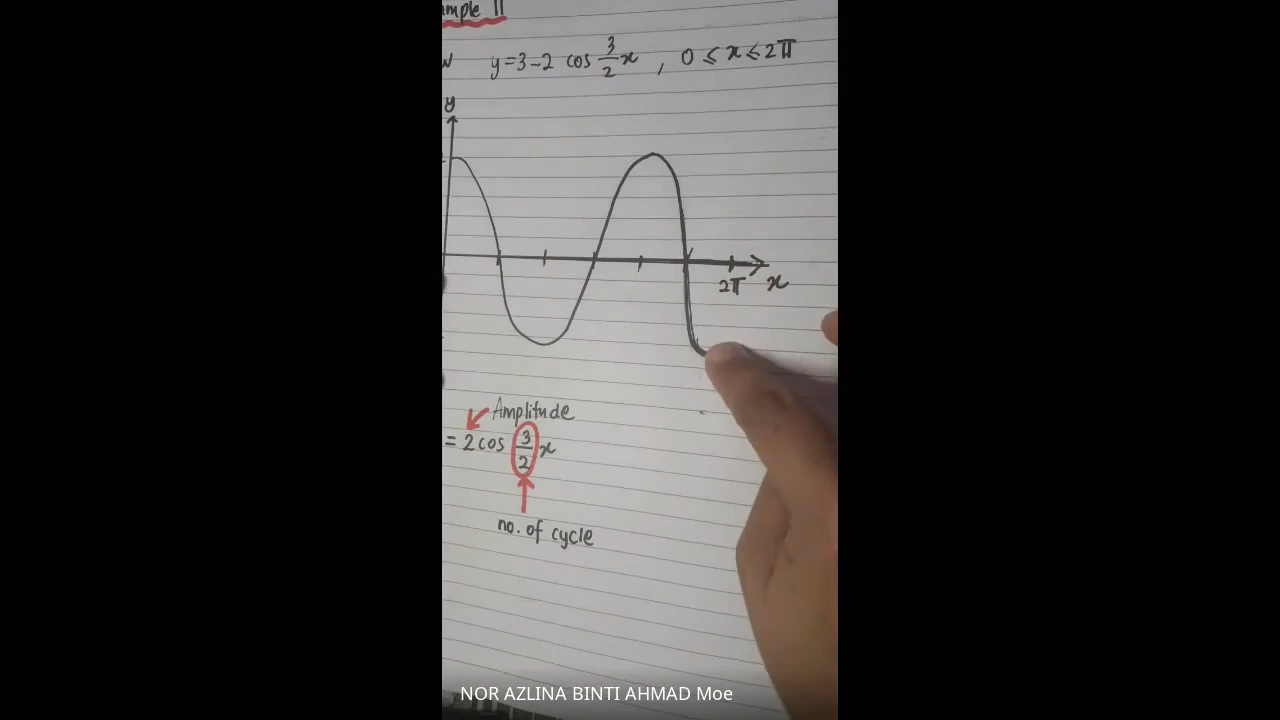 mple 11
y=3-2 cos 3/2 x , 0 ≤ x ≤ 2π
y
2π x
Amplitude
= 2 cos 3/2 x
no. of cycle
NOR AZLINA BINTI AHMAD Moe